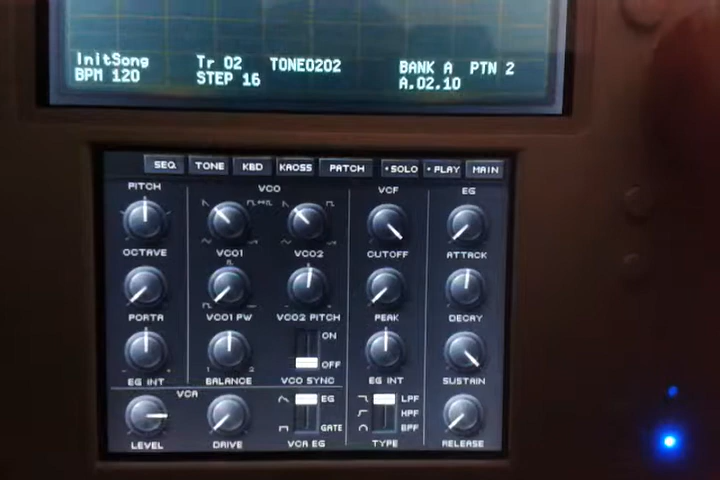 InitSong Tr 02 TONE0202 BANK A PTN 2
BPM 120 STEP 16 A.02.10
SEQ TONE KBD KAOSS PATCH •SOLO •PLAY MAIN
PITCH VCO VCF EG
OCTAVE VCO1 VCO2 CUTOFF ATTACK
PORTA VCO1 PW VCO2 PITCH PEAK DECAY
ON
OFF
EG INT BALANCE VCO SYNC EG INT SUSTAIN
VCA
EG LPF
HPF
GATE BPF
LEVEL DRIVE VCA EG TYPE RELEASE